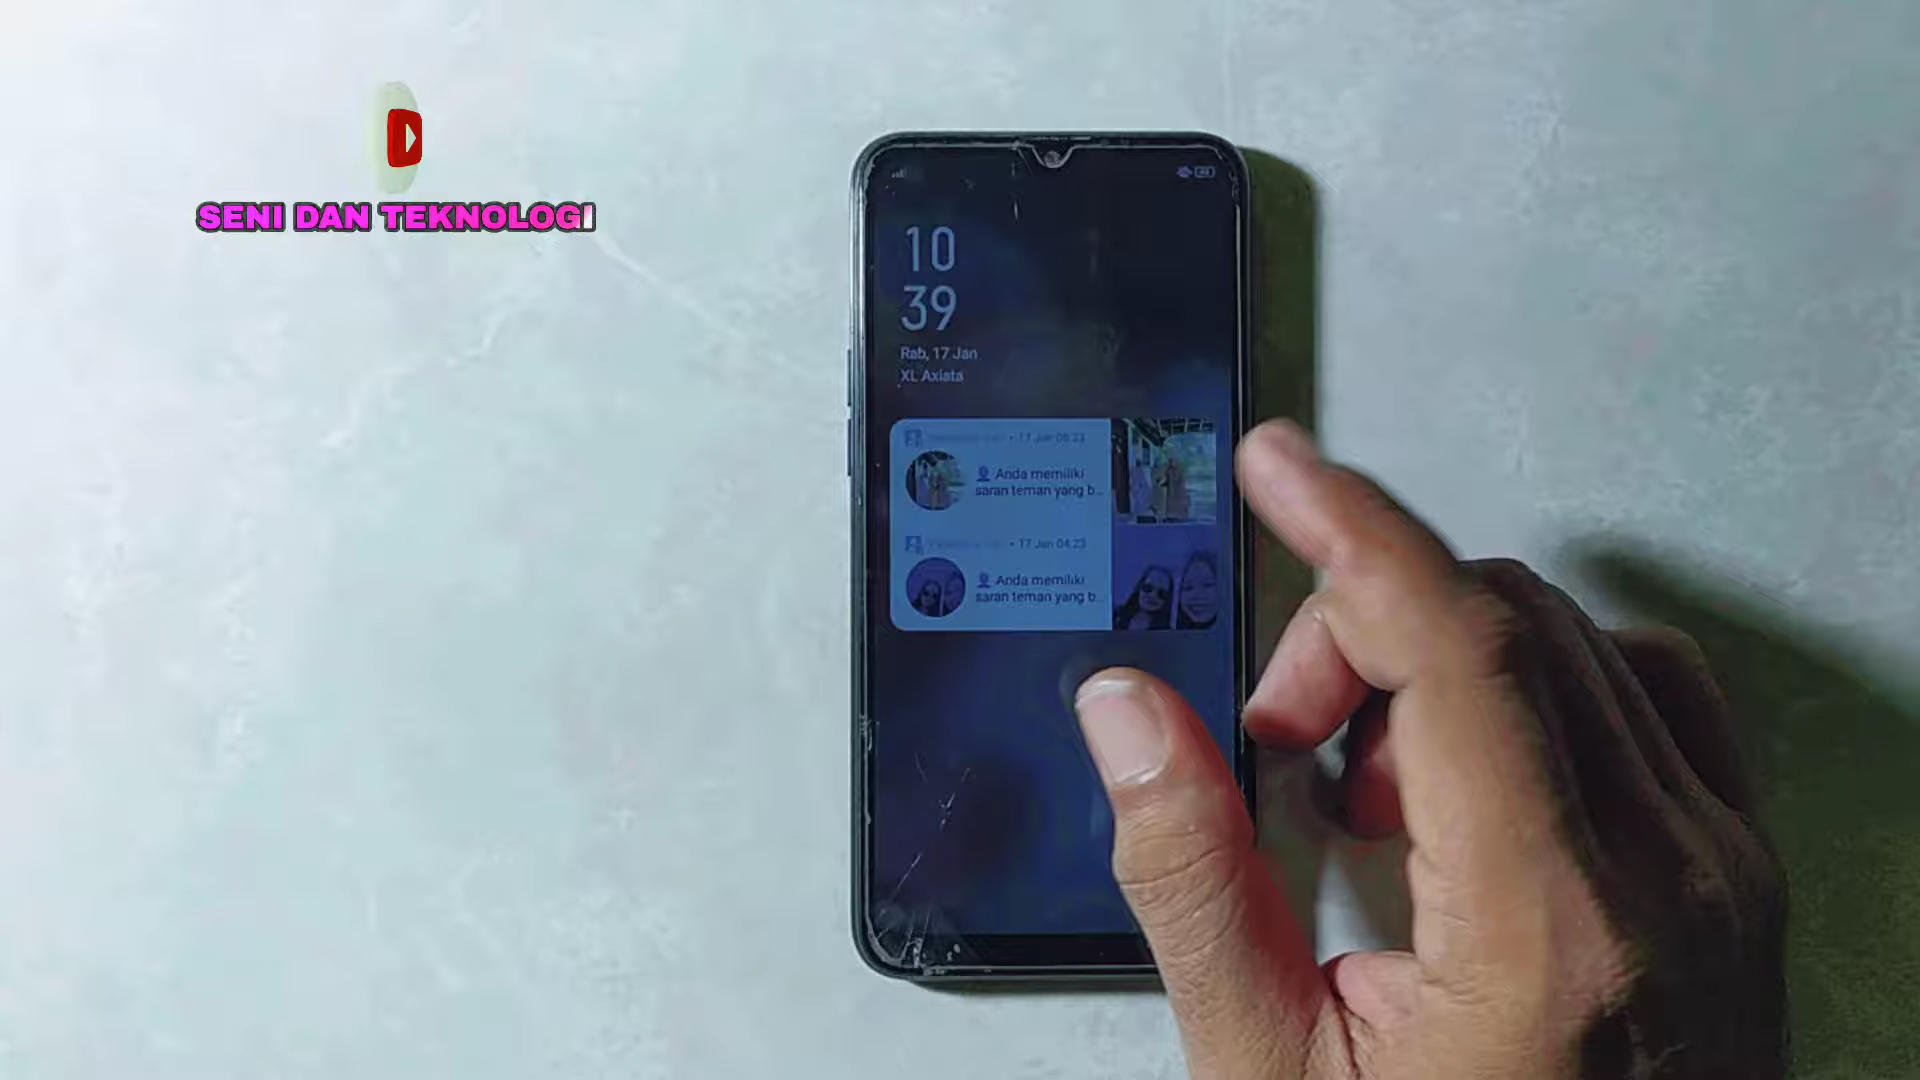 SENI DAN TEKNOLOGI
10
39
Rab, 17 Jan
XL Axiata
• 17 Jan 06:23
Anda memiliki
saran teman yang b...
• 17 Jan 04:23
Anda memiliki
saran teman yang b...